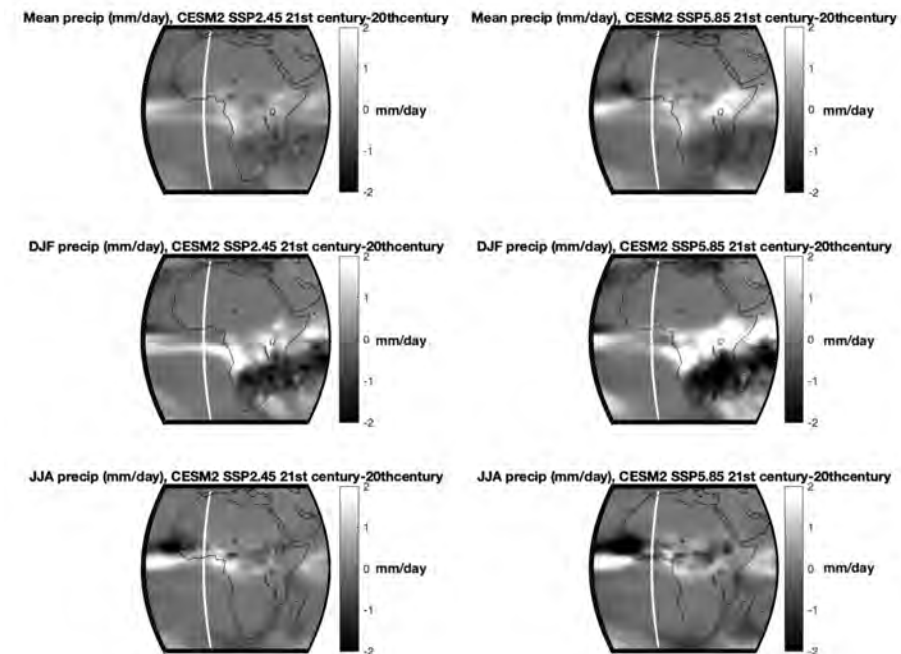 Mean precip (mm/day), CESM2 SSP2.45 21st century-20thcentury
2
1
0 mm/day
-1
-2
Mean precip (mm/day), CESM2 SSP5.85 21st century-20thcentury
2
1
0 mm/day
-1
-2
DJF precip (mm/day), CESM2 SSP2.45 21st century-20thcentury
2
1
0 mm/day
-1
-2
DJF precip (mm/day), CESM2 SSP5.85 21st century-20thcentury
2
1
0 mm/day
-1
-2
JJA precip (mm/day), CESM2 SSP2.45 21st century-20thcentury
2
1
0 mm/day
-1
-2
JJA precip (mm/day), CESM2 SSP5.85 21st century-20thcentury
2
1
0 mm/day
-1
-2